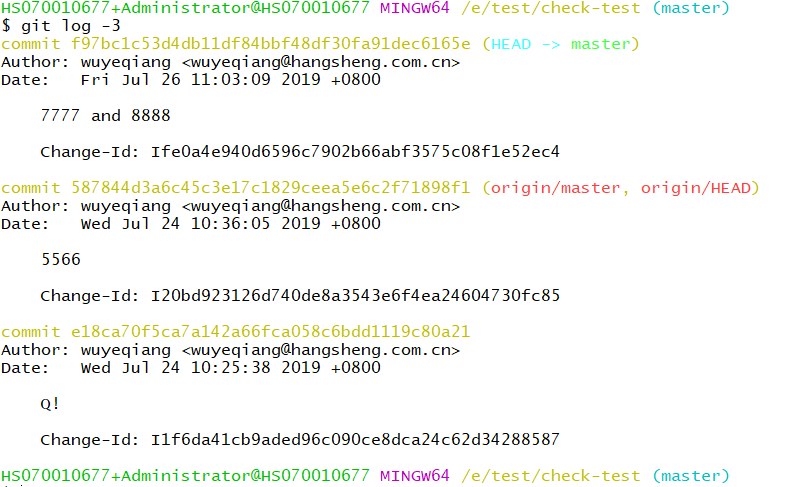 HS070010677+Administrator@HS070010677 MINGW64 /e/test/check-test (master)
$ git log -3
commit f97bc1c53d4db11df84bbf48df30fa91dec6165e (HEAD -> master)
Author: wuyeqiang <wuyeqiang@hangsheng.com.cn>
Date:   Fri Jul 26 11:03:09 2019 +0800
    7777 and 8888
    Change-Id: Ife0a4e940d6596c7902b66abf3575c08f1e52ec4
commit 587844d3a6c45c3e17c1829ceea5e6c2f71898f1 (origin/master, origin/HEAD)
Author: wuyeqiang <wuyeqiang@hangsheng.com.cn>
Date:   Wed Jul 24 10:36:05 2019 +0800
    5566
    Change-Id: I20bd923126d740de8a3543e6f4ea24604730fc85
commit e18ca70f5ca7a142a66fca058c6bdd1119c80a21
Author: wuyeqiang <wuyeqiang@hangsheng.com.cn>
Date:   Wed Jul 24 10:25:38 2019 +0800
    Q!
    Change-Id: I1f6da41cb9aded96c090ce8dca24c62d34288587
HS070010677+Administrator@HS070010677 MINGW64 /e/test/check-test (master)